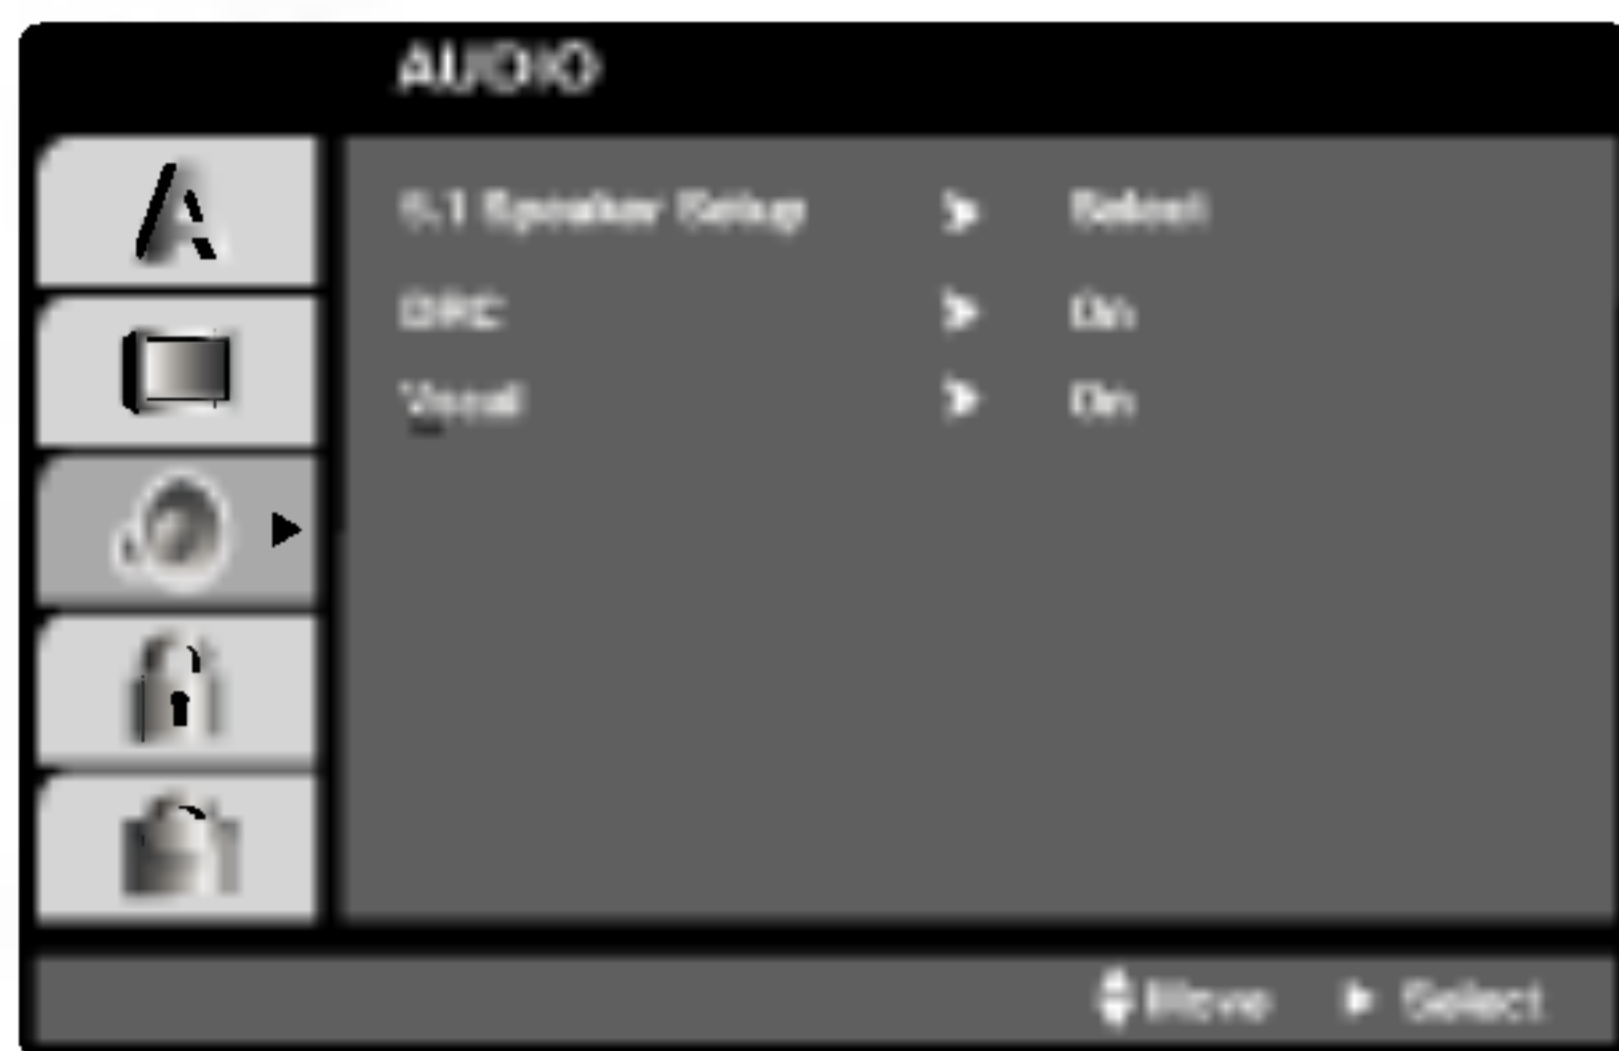 AUDIO
5.1 Speaker Setup Select
DRC On
Vocal On
Move Select